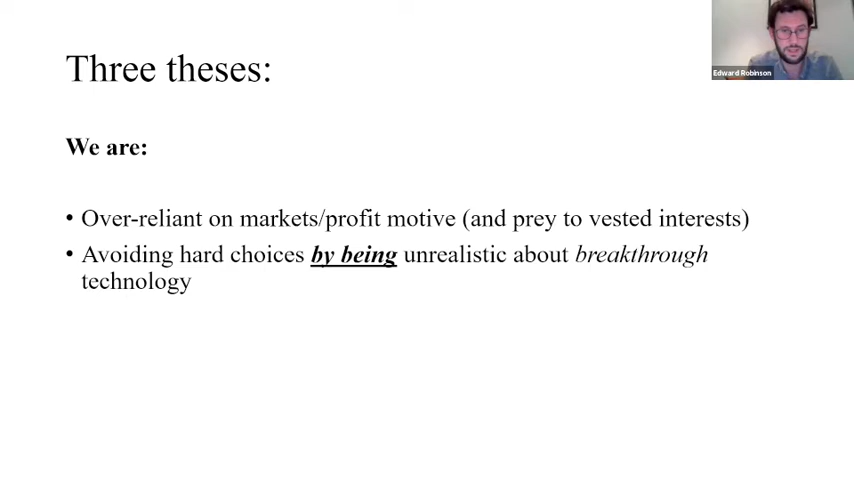 Edward Robinson
Three theses:
We are:
• Over-reliant on markets/profit motive (and prey to vested interests)
• Avoiding hard choices by being unrealistic about breakthrough
technology